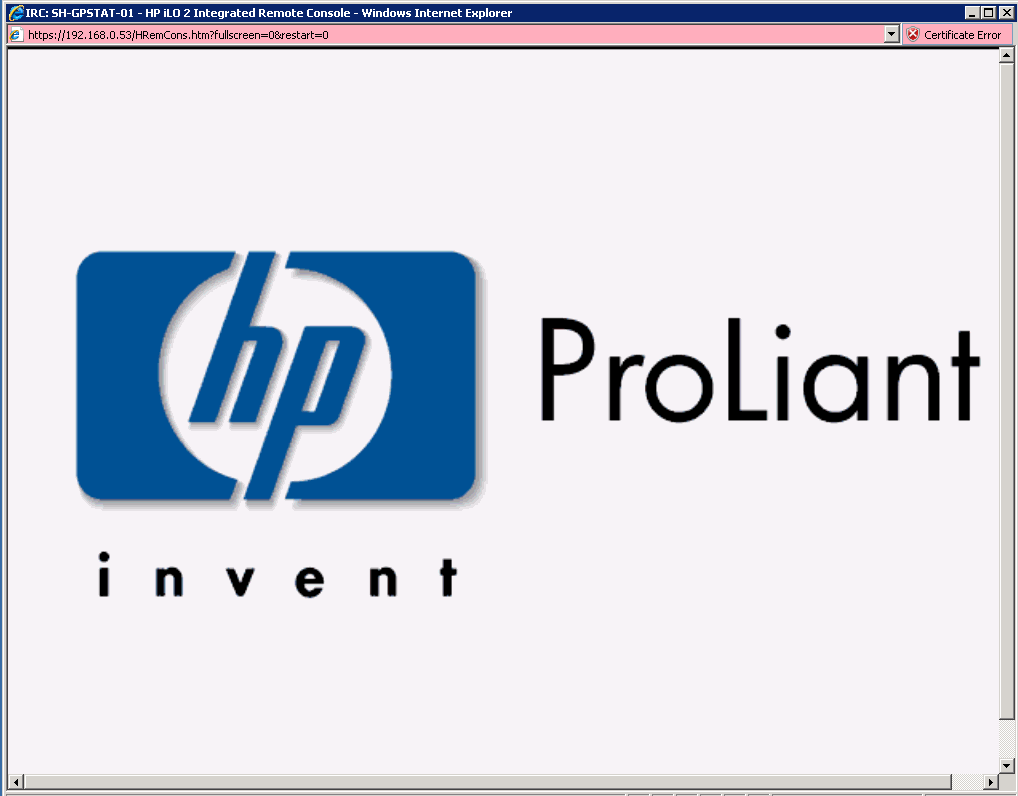 IRC: SH-GPSTAT-01 - HP iLO 2 Integrated Remote Console - Windows Internet Explorer
https://192.168.0.53/HRemCons.htm?fullscreen=0&restart=0
Certificate Error
hp
ProLiant
invent